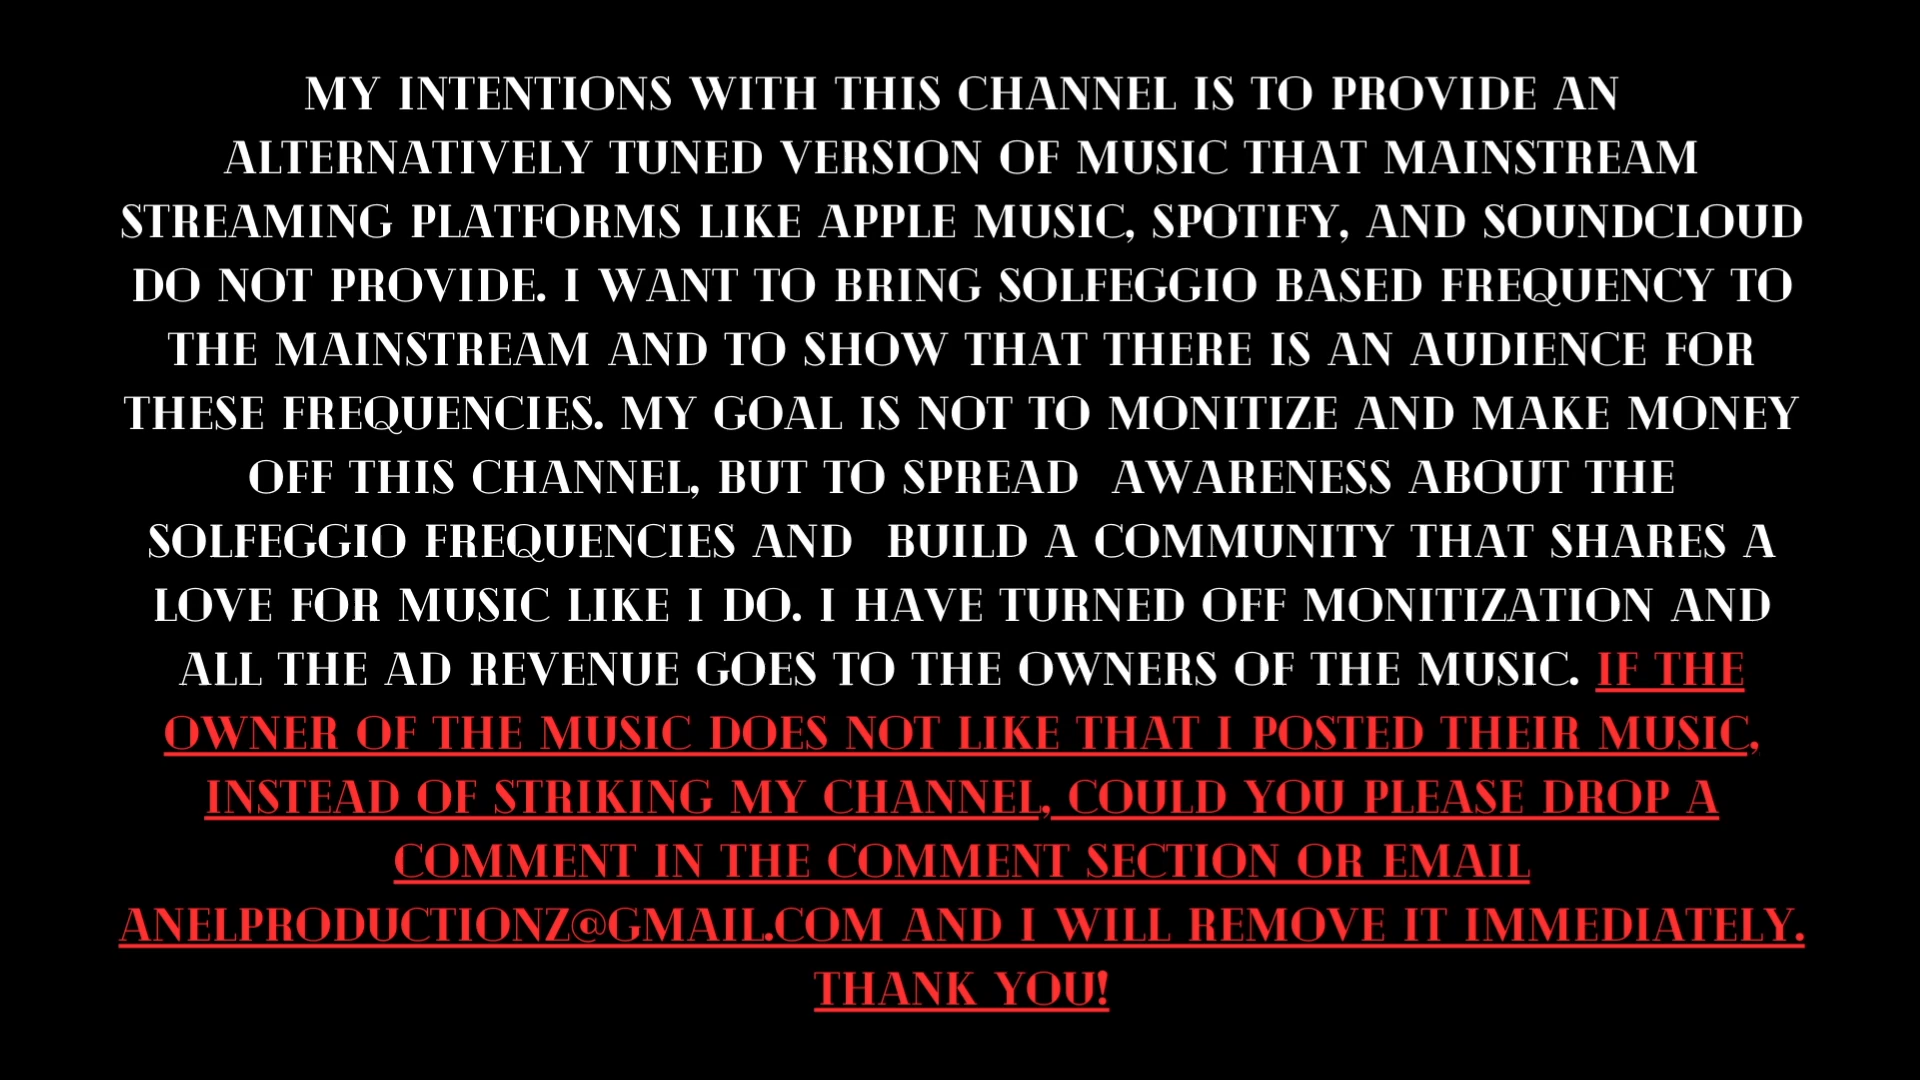 MY INTENTIONS WITH THIS CHANNEL IS TO PROVIDE AN
ALTERNATIVELY TUNED VERSION OF MUSIC THAT MAINSTREAM
STREAMING PLATFORMS LIKE APPLE MUSIC, SPOTIFY, AND SOUNDCLOUD
DO NOT PROVIDE. I WANT TO BRING SOLFEGGIO BASED FREQUENCY TO
THE MAINSTREAM AND TO SHOW THAT THERE IS AN AUDIENCE FOR
THESE FREQUENCIES. MY GOAL IS NOT TO MONITIZE AND MAKE MONEY
OFF THIS CHANNEL, BUT TO SPREAD  AWARENESS ABOUT THE
SOLFEGGIO FREQUENCIES AND  BUILD A COMMUNITY THAT SHARES A
LOVE FOR MUSIC LIKE I DO. I HAVE TURNED OFF MONITIZATION AND
ALL THE AD REVENUE GOES TO THE OWNERS OF THE MUSIC. IF THE
OWNER OF THE MUSIC DOES NOT LIKE THAT I POSTED THEIR MUSIC,
INSTEAD OF STRIKING MY CHANNEL, COULD YOU PLEASE DROP A
COMMENT IN THE COMMENT SECTION OR EMAIL
ANELPRODUCTIONZ@GMAIL.COM AND I WILL REMOVE IT IMMEDIATELY.
THANK YOU!